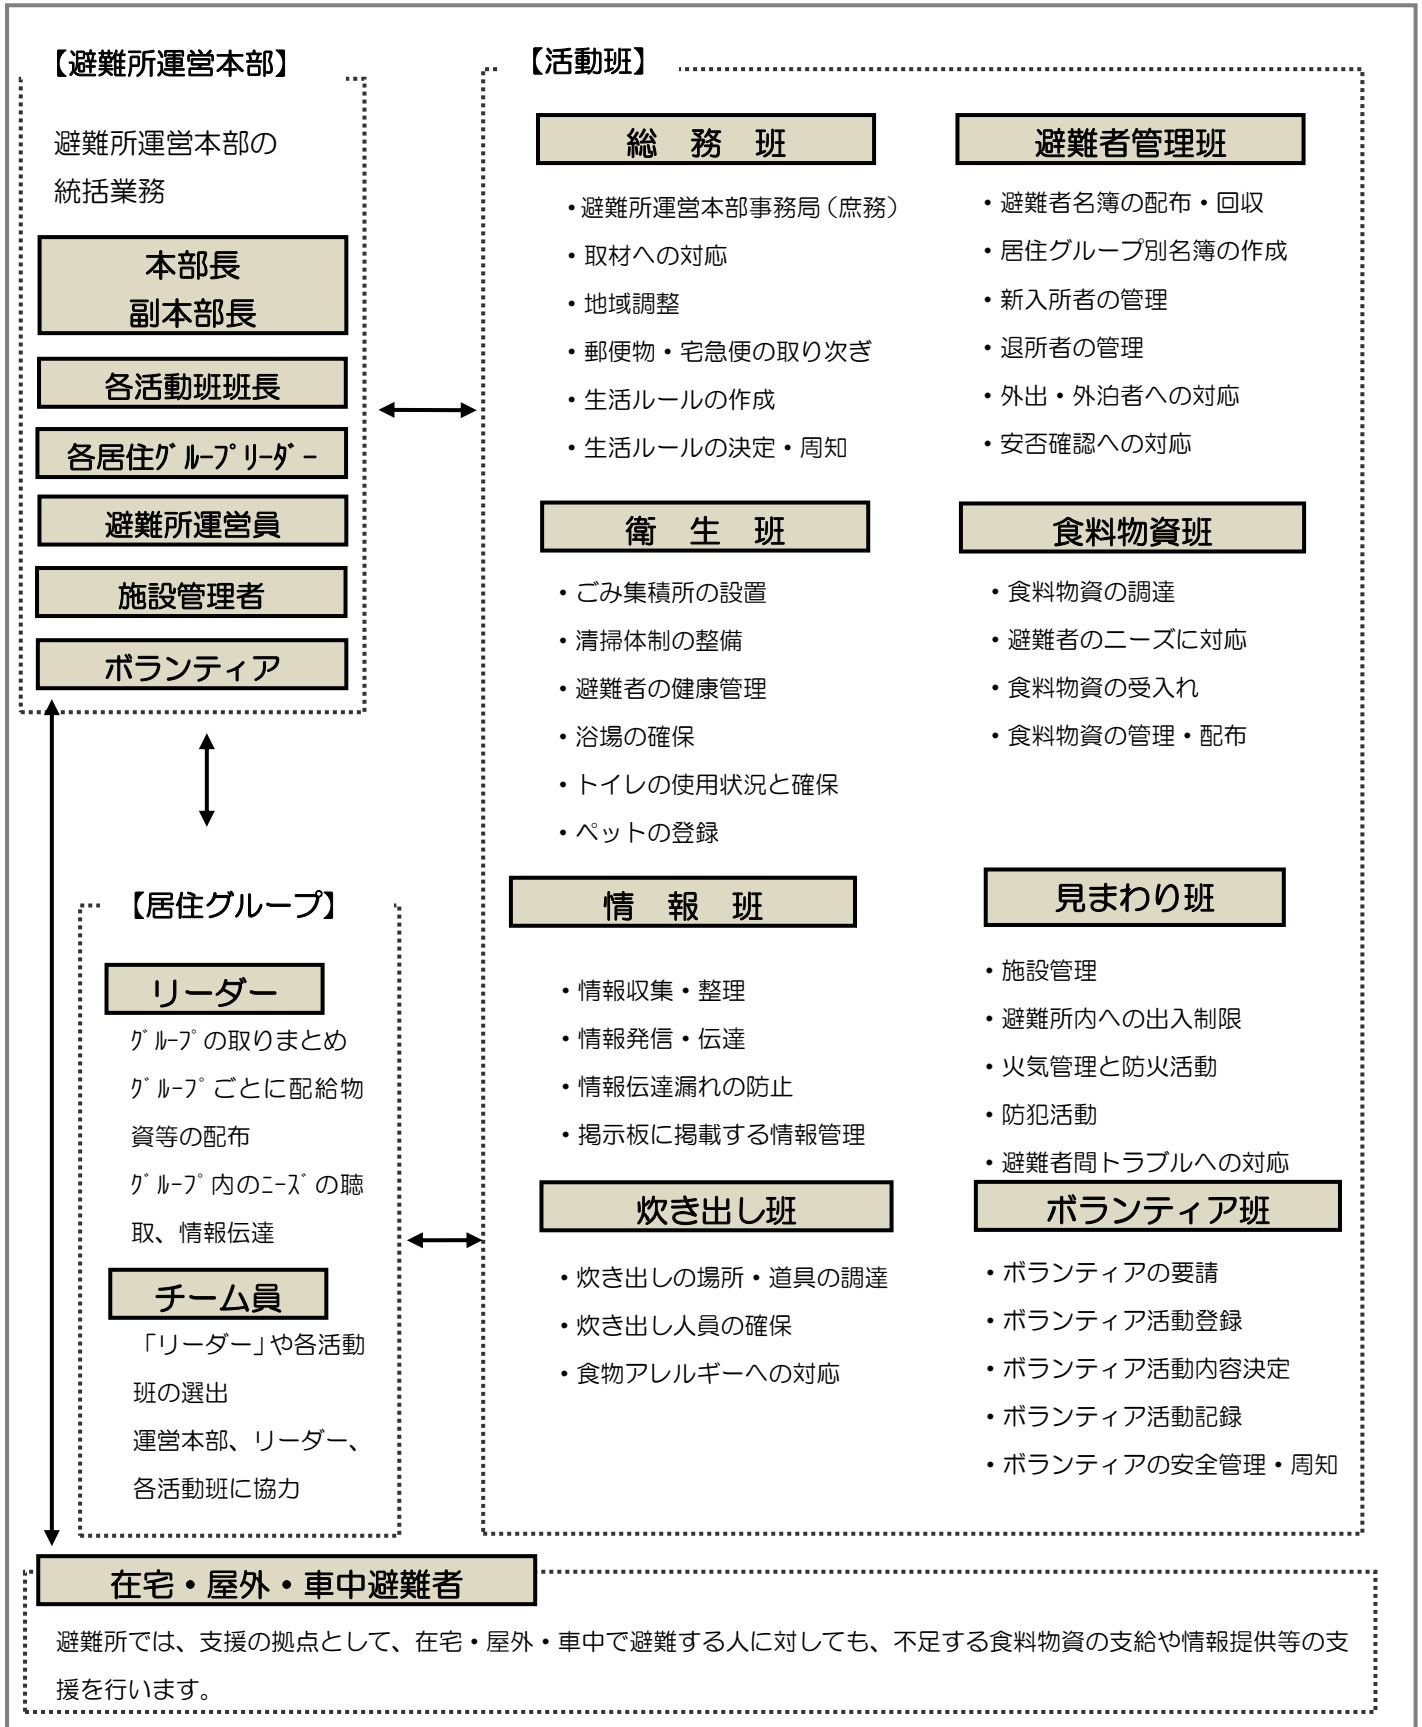 【避難所運営本部】
避難所運営本部の
統括業務
本部長
副本部長
各活動班班長
各居住ｸﾞﾙｰﾌﾟﾘｰﾀﾞｰ
避難所運営員
施設管理者
ボランティア
【居住グループ】
リーダー
ｸﾞﾙｰﾌﾟの取りまとめ
ｸﾞﾙｰﾌﾟごとに配給物
資等の配布
ｸﾞﾙｰﾌﾟ内のﾆｰｽﾞの聴
取、情報伝達
チーム員
「リーダー」や各活動
班の選出
運営本部、リーダー、
各活動班に協力
【活動班】
総　務　班
・避難所運営本部事務局（庶務）
・取材への対応
・地域調整
・郵便物・宅急便の取り次ぎ
・生活ルールの作成
・生活ルールの決定・周知
避難者管理班
・避難者名簿の配布・回収
・居住グループ別名簿の作成
・新入所者の管理
・退所者の管理
・外出・外泊者への対応
・安否確認への対応
衛　生　班
・ごみ集積所の設置
・清掃体制の整備
・避難者の健康管理
・浴場の確保
・トイレの使用状況と確保
・ペットの登録
食料物資班
・食料物資の調達
・避難者のニーズに対応
・食料物資の受入れ
・食料物資の管理・配布
情　報　班
・情報収集・整理
・情報発信・伝達
・情報伝達漏れの防止
・掲示板に掲載する情報管理
見まわり班
・施設管理
・避難所内への出入制限
・火気管理と防火活動
・防犯活動
・避難者間トラブルへの対応
炊き出し班
・炊き出しの場所・道具の調達
・炊き出し人員の確保
・食物アレルギーへの対応
ボランティア班
・ボランティアの要請
・ボランティア活動登録
・ボランティア活動内容決定
・ボランティア活動記録
・ボランティアの安全管理・周知
在宅・屋外・車中避難者
避難所では、支援の拠点として、在宅・屋外・車中で避難する人に対しても、不足する食料物資の支給や情報提供等の支
援を行います。